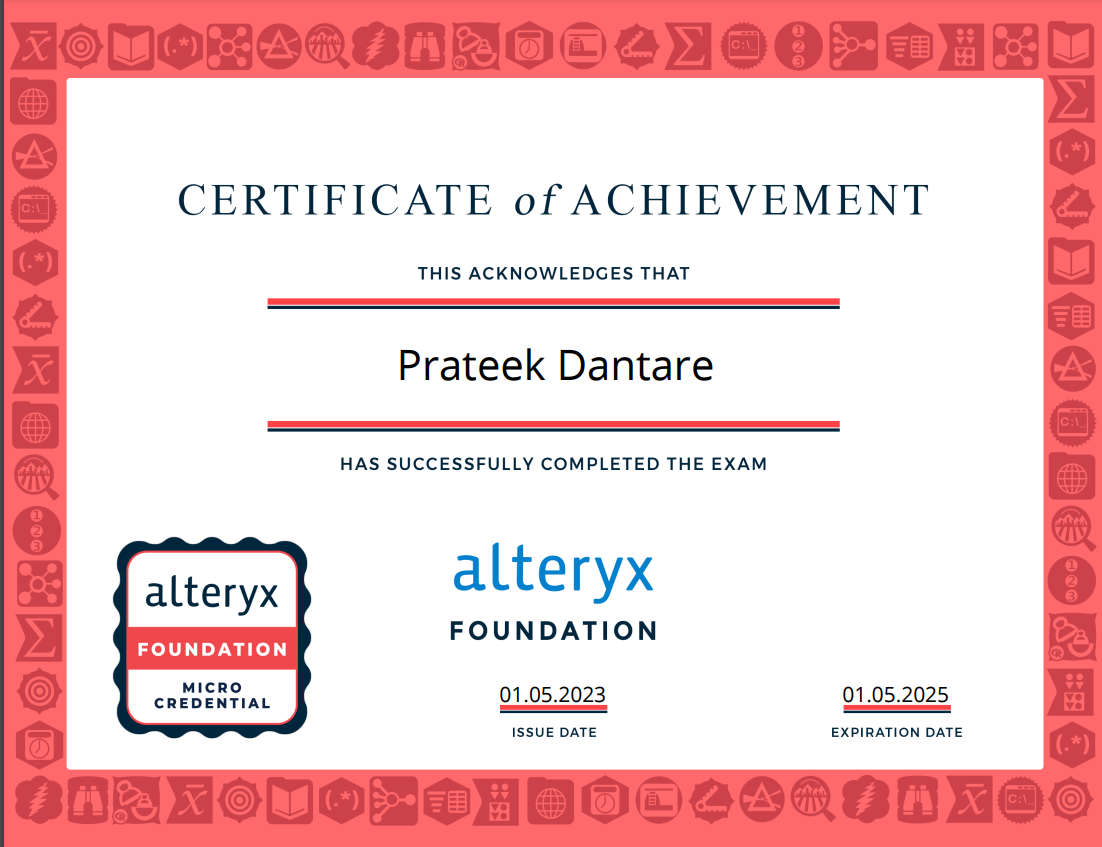 CERTIFICATE of ACHIEVEMENT
THIS ACKNOWLEDGES THAT
Prateek Dantare
HAS SUCCESSFULLY COMPLETED THE EXAM
alteryx
FOUNDATION
MICRO
CREDENTIAL
alteryx
FOUNDATION
01.05.2023
ISSUE DATE
01.05.2025
EXPIRATION DATE